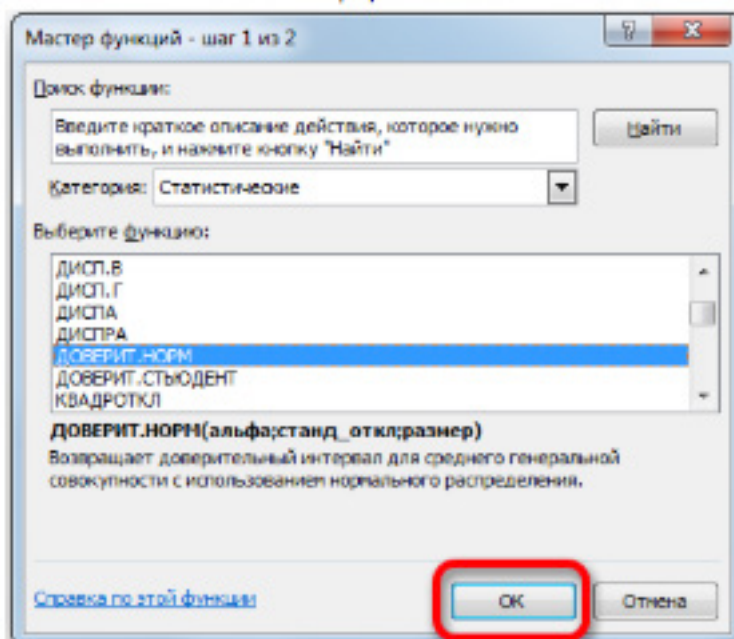 Мастер функций - шаг 1 из 2
Поиск функции:
Введите краткое описание действия, которое нужно
выполнить, и нажмите кнопку "Найти"
Найти
Категория: Статистические
Выберите функцию:
ДИСП.В
ДИСП.Г
ДИСПА
ДИСПРА
ДОВЕРИТ.НОРМ
ДОВЕРИТ.СТЬЮДЕНТ
КВАДРОТКЛ
ДОВЕРИТ.НОРМ(альфа;станд_откл;размер)
Возвращает доверительный интервал для среднего генеральной
совокупности с использованием нормального распределения.
Справка по этой функции
ОК
Отмена